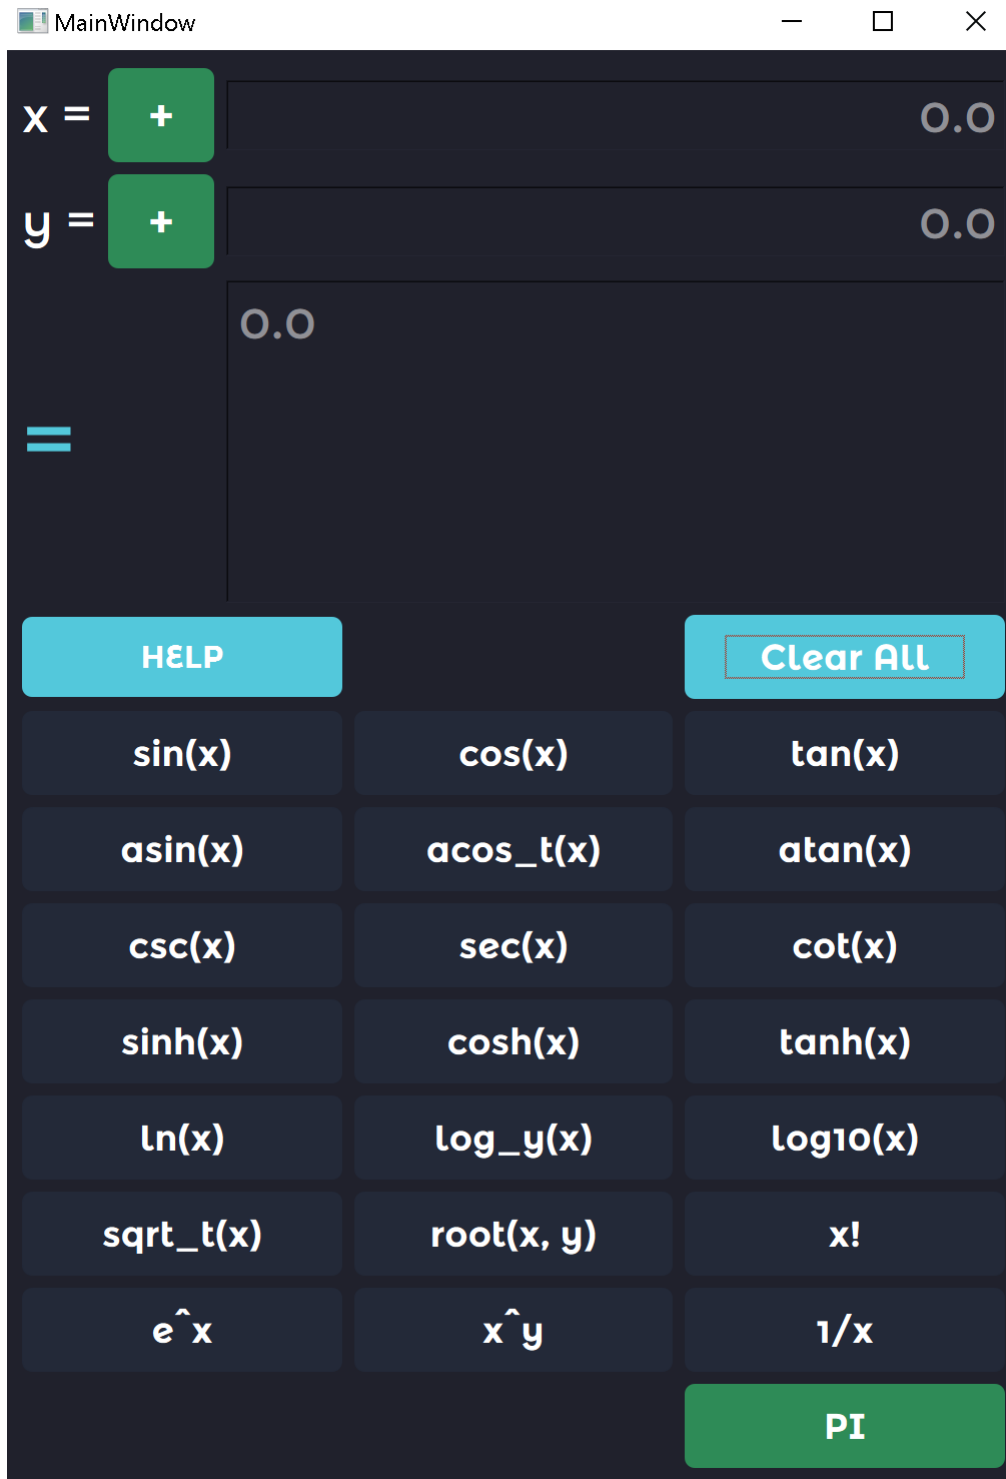 MainWindow
x = + 0.0
y = + 0.0
0.0
=
HELP Clear All
sin(x) cos(x) tan(x)
asin(x) acos_t(x) atan(x)
csc(x) sec(x) cot(x)
sinh(x) cosh(x) tanh(x)
ln(x) log_y(x) log10(x)
sqrt_t(x) root(x, y) x!
e^x x^y 1/x
PI